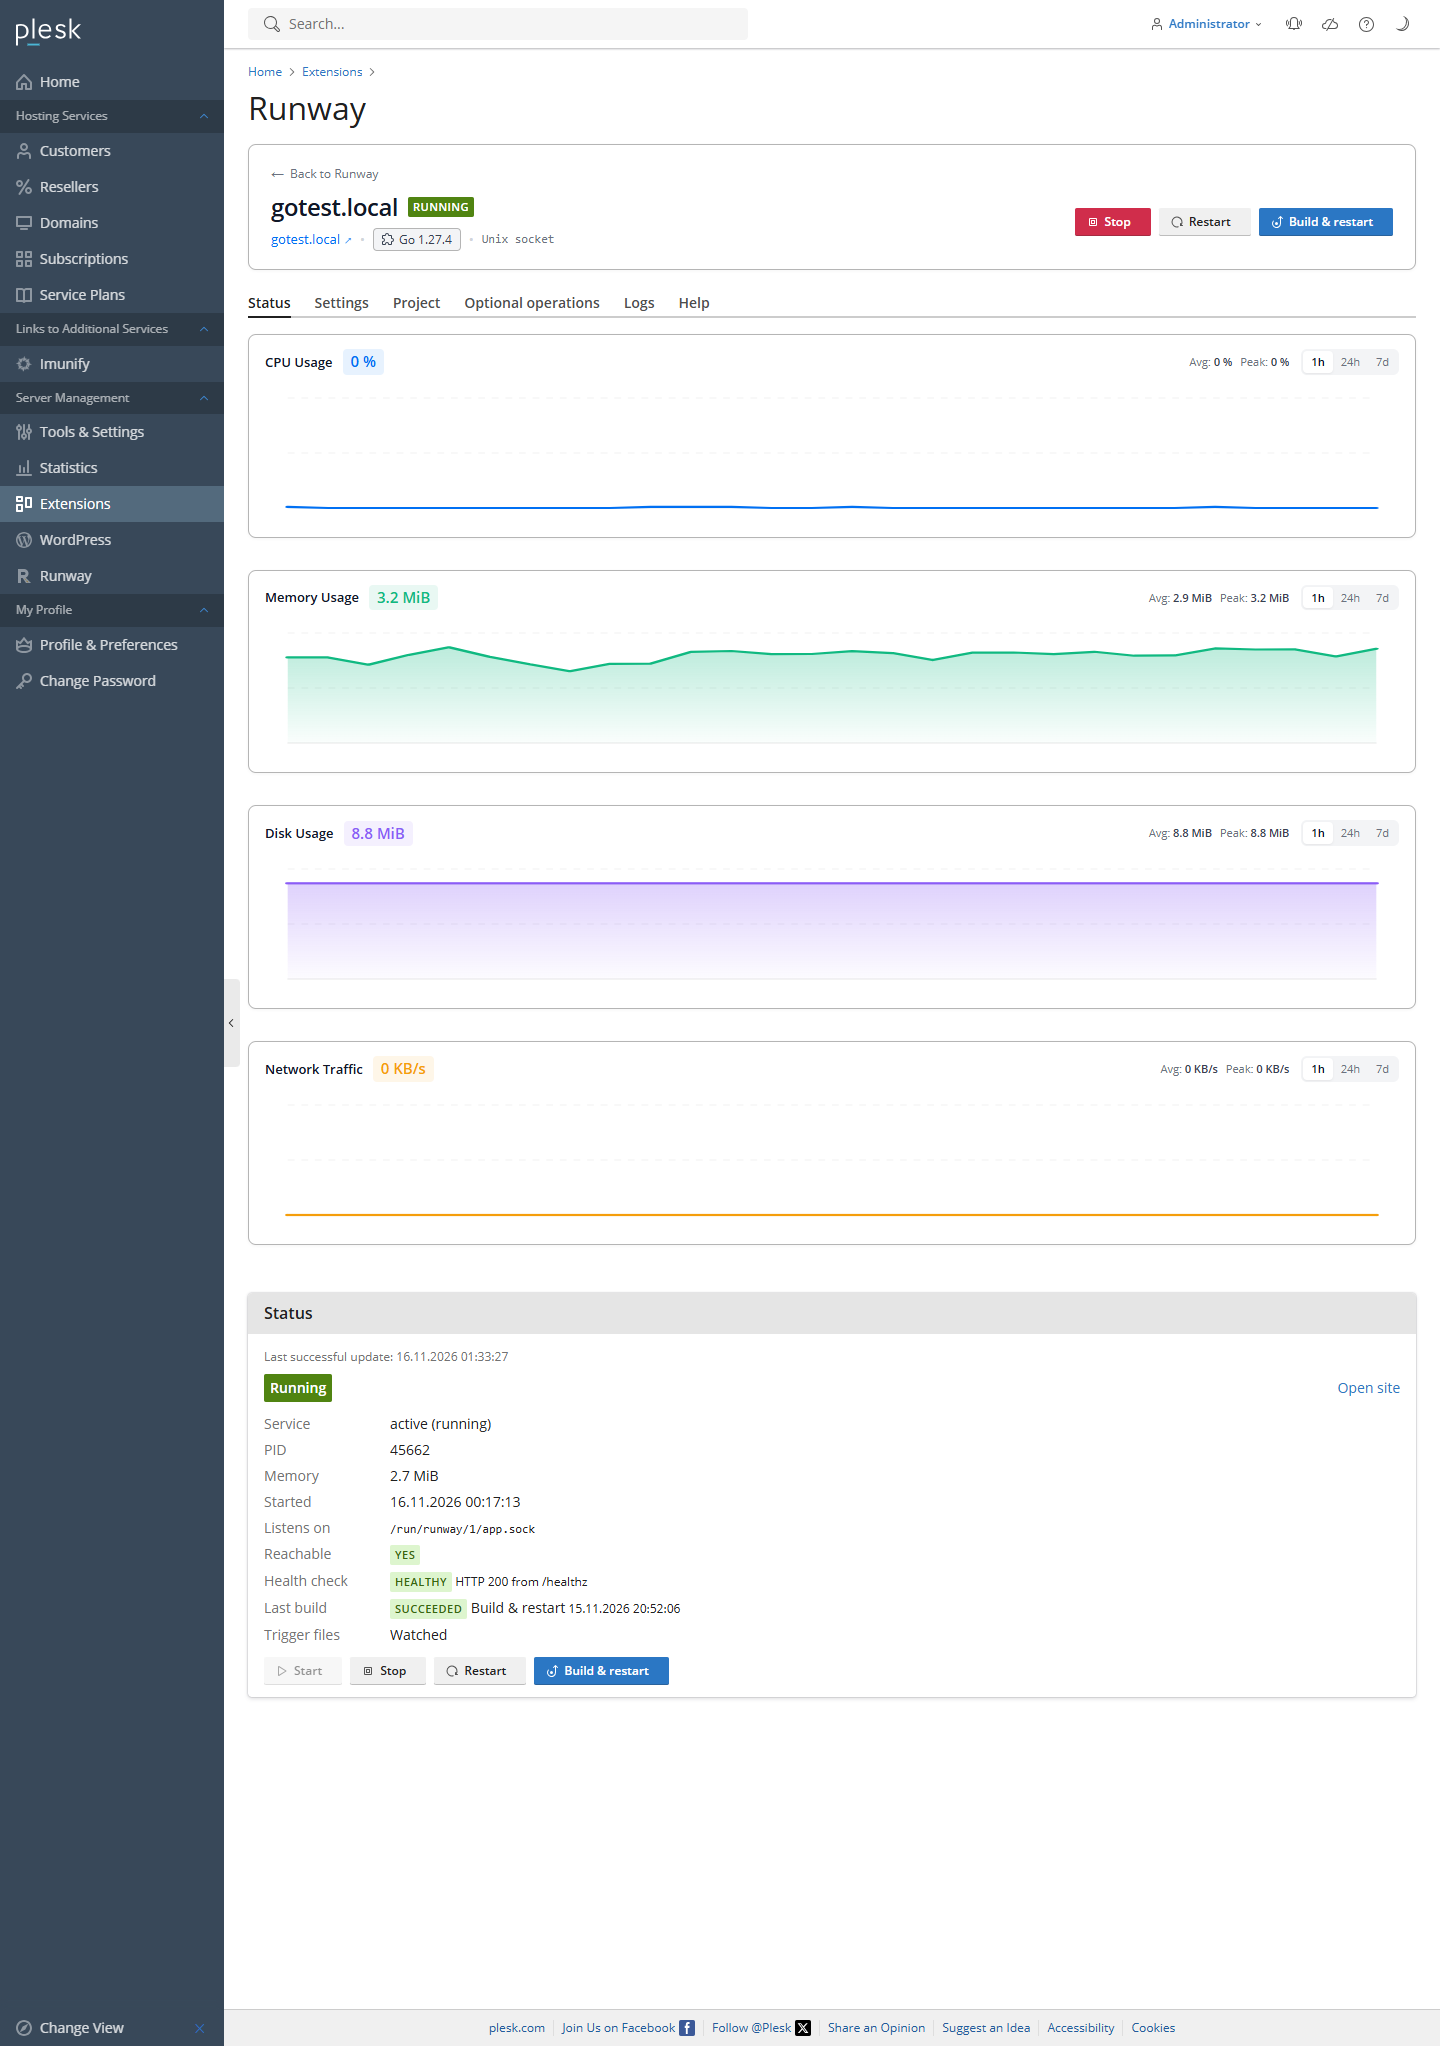 plesk
Home
Hosting Services
Customers
Resellers
Domains
Subscriptions
Service Plans
Links to Additional Services
Imunify
Server Management
Tools & Settings
Statistics
Extensions
WordPress
Runway
My Profile
Profile & Preferences
Change Password
Change View
Search...
Administrator
Home > Extensions >
Runway
← Back to Runway
gotest.local RUNNING
gotest.local ↗ • Go 1.27.4 • Unix socket
Stop Restart Build & restart
Status Settings Project Optional operations Logs Help
CPU Usage 0 % Avg: 0 % Peak: 0 % 1h 24h 7d
Memory Usage 3.2 MiB Avg: 2.9 MiB Peak: 3.2 MiB 1h 24h 7d
Disk Usage 8.8 MiB Avg: 8.8 MiB Peak: 8.8 MiB 1h 24h 7d
Network Traffic 0 KB/s Avg: 0 KB/s Peak: 0 KB/s 1h 24h 7d
Status
Last successful update: 16.11.2026 01:33:27
Running Open site
Service active (running)
PID 45662
Memory 2.7 MiB
Started 16.11.2026 00:17:13
Listens on /run/runway/1/app.sock
Reachable YES
Health check HEALTHY HTTP 200 from /healthz
Last build SUCCEEDED Build & restart 15.11.2026 20:52:06
Trigger files Watched
Start Stop Restart Build & restart
plesk.com Join Us on Facebook Follow @Plesk Share an Opinion Suggest an Idea Accessibility Cookies